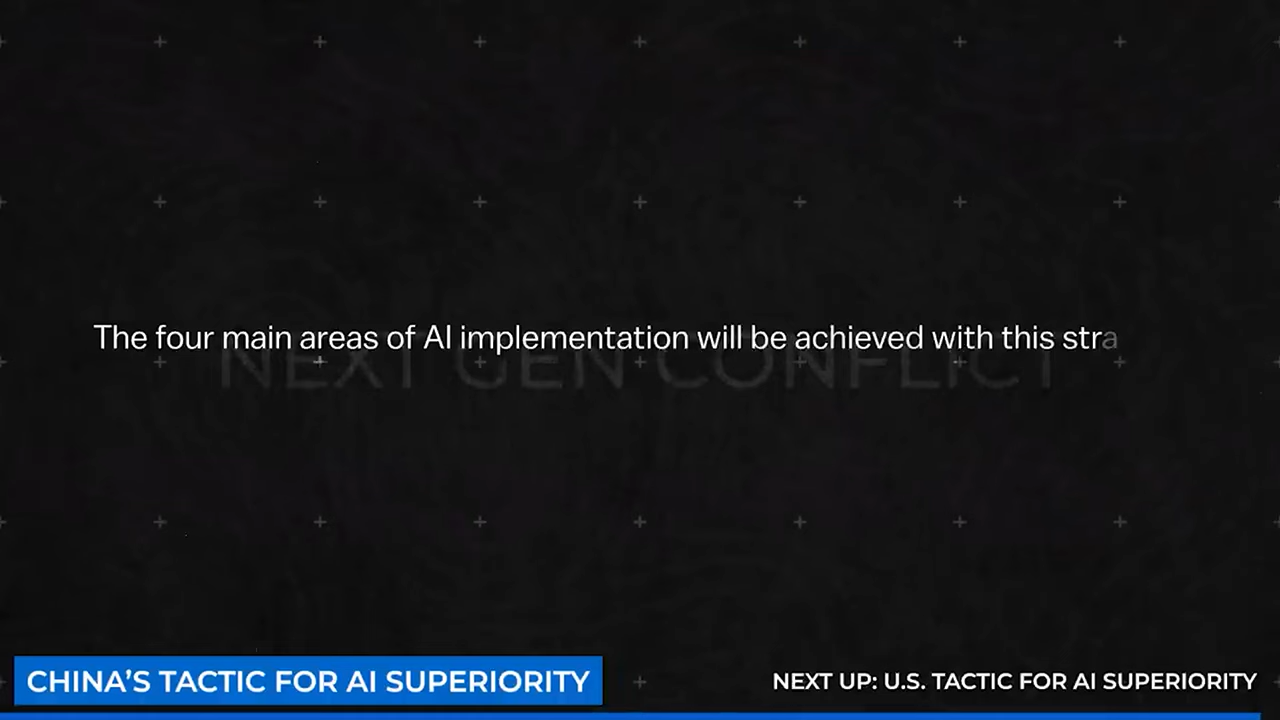 The four main areas of AI implementation will be achieved with this stra
NEXT GEN CONFLICT
CHINA'S TACTIC FOR AI SUPERIORITY
NEXT UP: U.S. TACTIC FOR AI SUPERIORITY